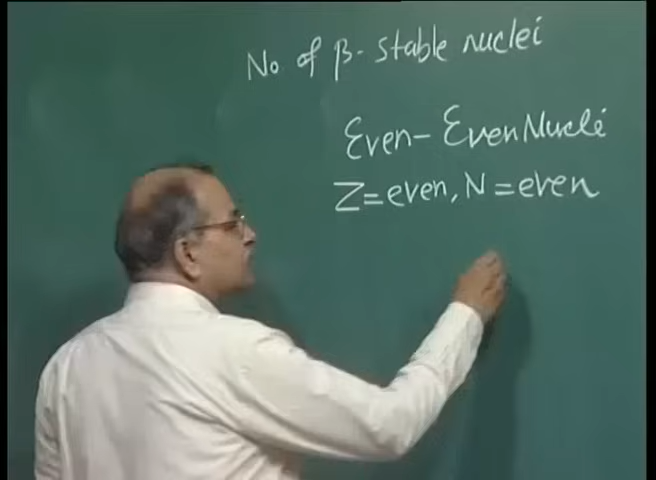 No. of β-stable nuclei
Even-Even Nuclei
Z=even, N=even